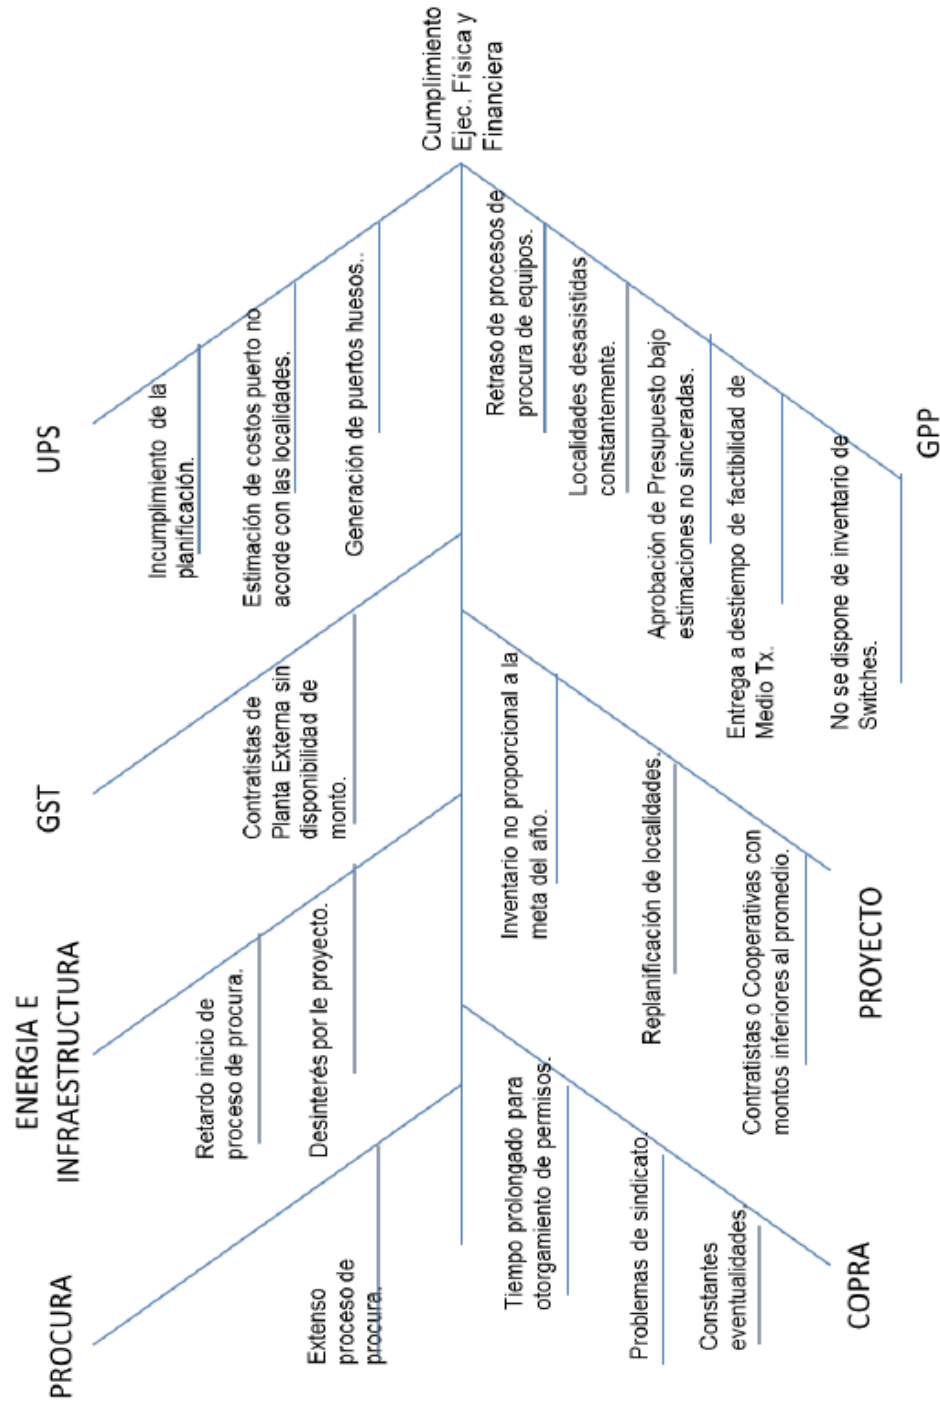 PROCURA
Extenso
proceso de
procura.
ENERGIA E
INFRAESTRUCTURA
Retardo inicio de
proceso de procura.
Desinterés por le proyecto.
GST
Contratistas de
Planta Externa sin
disponibilidad de
monto.
UPS
Incumplimiento de la
planificación.
Estimación de costos puerto no
acorde con las localidades.
Generación de puertos huesos..
Cumplimiento
Ejec. Física y
Financiera
Tiempo prolongado para
otorgamiento de permisos.
Problemas de sindicato.
Constantes
eventualidades.
COPRA
Inventario no proporcional a la
meta del año.
Replanificación de localidades.
Contratistas o Cooperativas con
montos inferiores al promedio.
PROYECTO
Retraso de procesos de
procura de equipos.
Localidades desasistidas
constantemente.
Aprobación de Presupuesto bajo
estimaciones no sinceradas.
Entrega a destiempo de factibilidad de
Medio Tx.
No se dispone de inventario de
Switches.
GPP